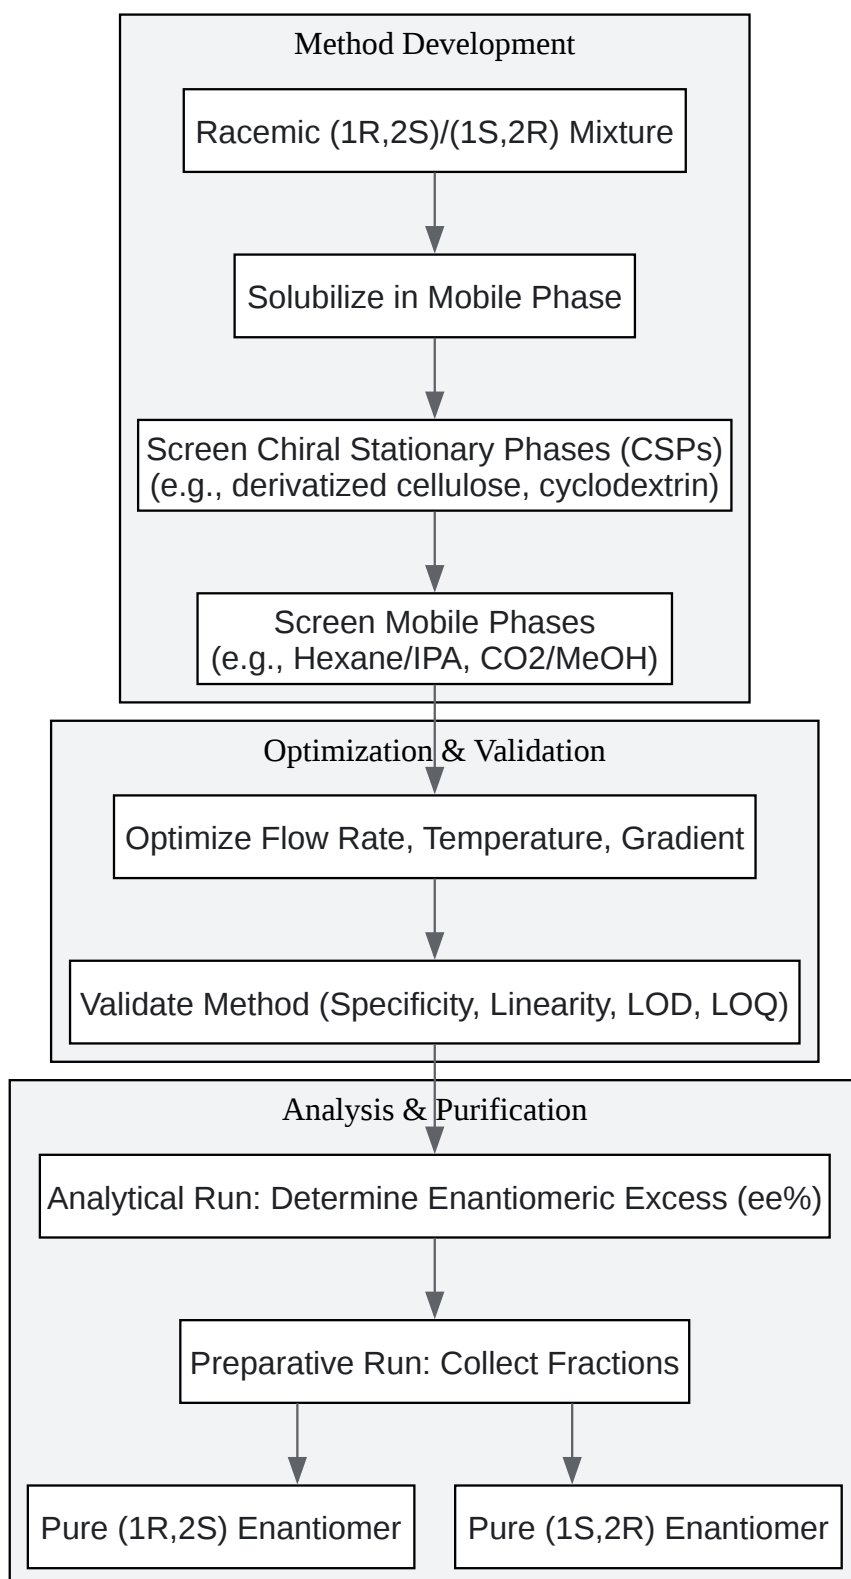 Method Development
Racemic (1R,2S)/(1S,2R) Mixture
Solubilize in Mobile Phase
Screen Chiral Stationary Phases (CSPs)
(e.g., derivatized cellulose, cyclodextrin)
Screen Mobile Phases
(e.g., Hexane/IPA, CO2/MeOH)
Optimization & Validation
Optimize Flow Rate, Temperature, Gradient
Validate Method (Specificity, Linearity, LOD, LOQ)
Analysis & Purification
Analytical Run: Determine Enantiomeric Excess (ee%)
Preparative Run: Collect Fractions
Pure (1R,2S) Enantiomer
Pure (1S,2R) Enantiomer